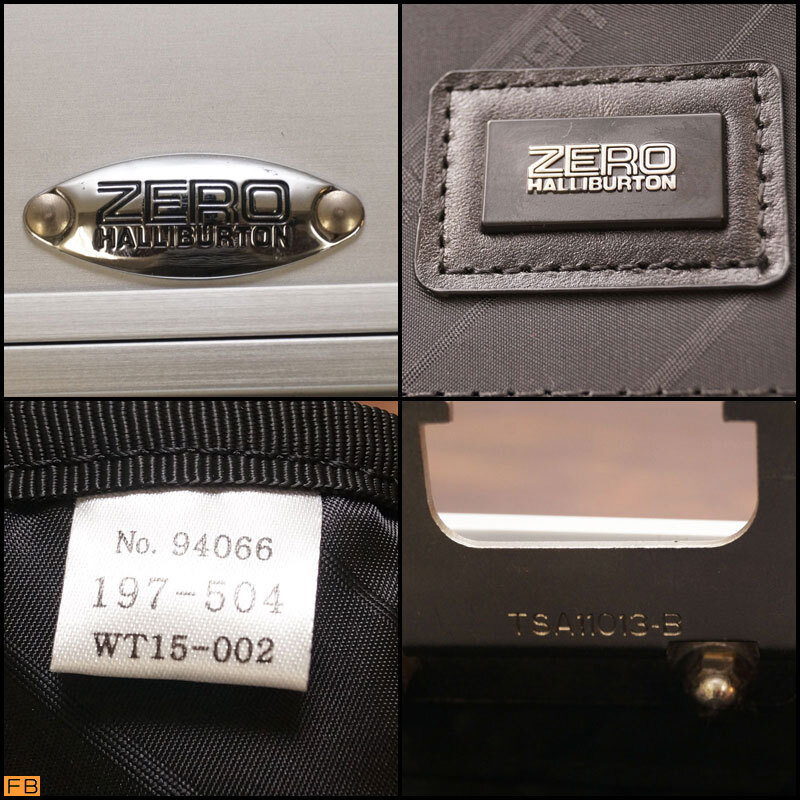 ZERO
HALLIBURTON
ZERO
HALLIBURTON
No. 94066
197-504
WT15-002
TSA11013-B
FB